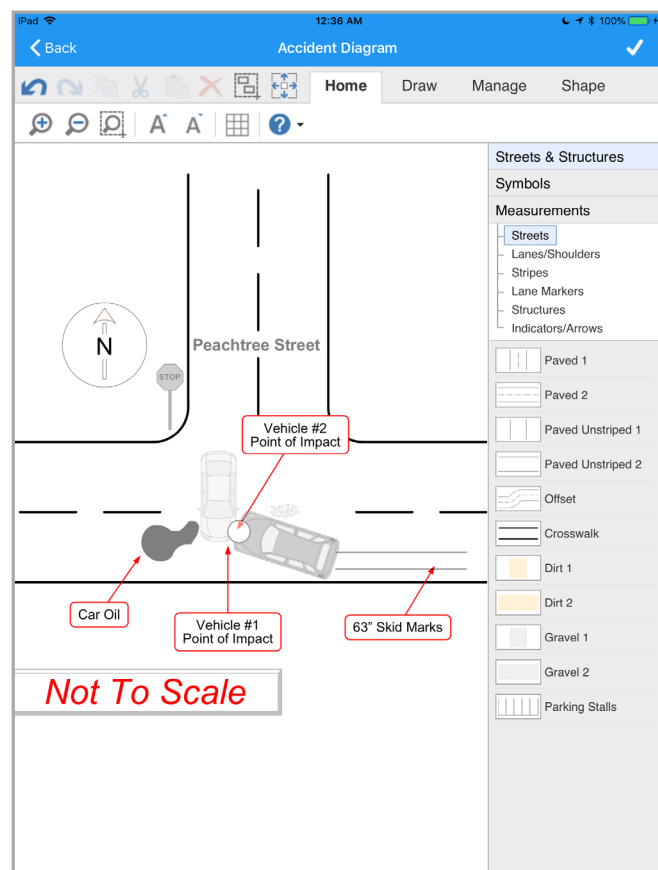 iPad 12:36 AM 100%
Back Accident Diagram
Home Draw Manage Shape
A A ?
Streets & Structures
Symbols
Measurements
Streets
Lanes/Shoulders
Stripes
Lane Markers
Structures
Indicators/Arrows
Paved 1
Paved 2
Paved Unstriped 1
Paved Unstriped 2
Offset
Crosswalk
Dirt 1
Dirt 2
Gravel 1
Gravel 2
Parking Stalls
N
Peachtree Street
STOP
Vehicle #2
Point of Impact
Car Oil
Vehicle #1
Point of Impact
63” Skid Marks
Not To Scale